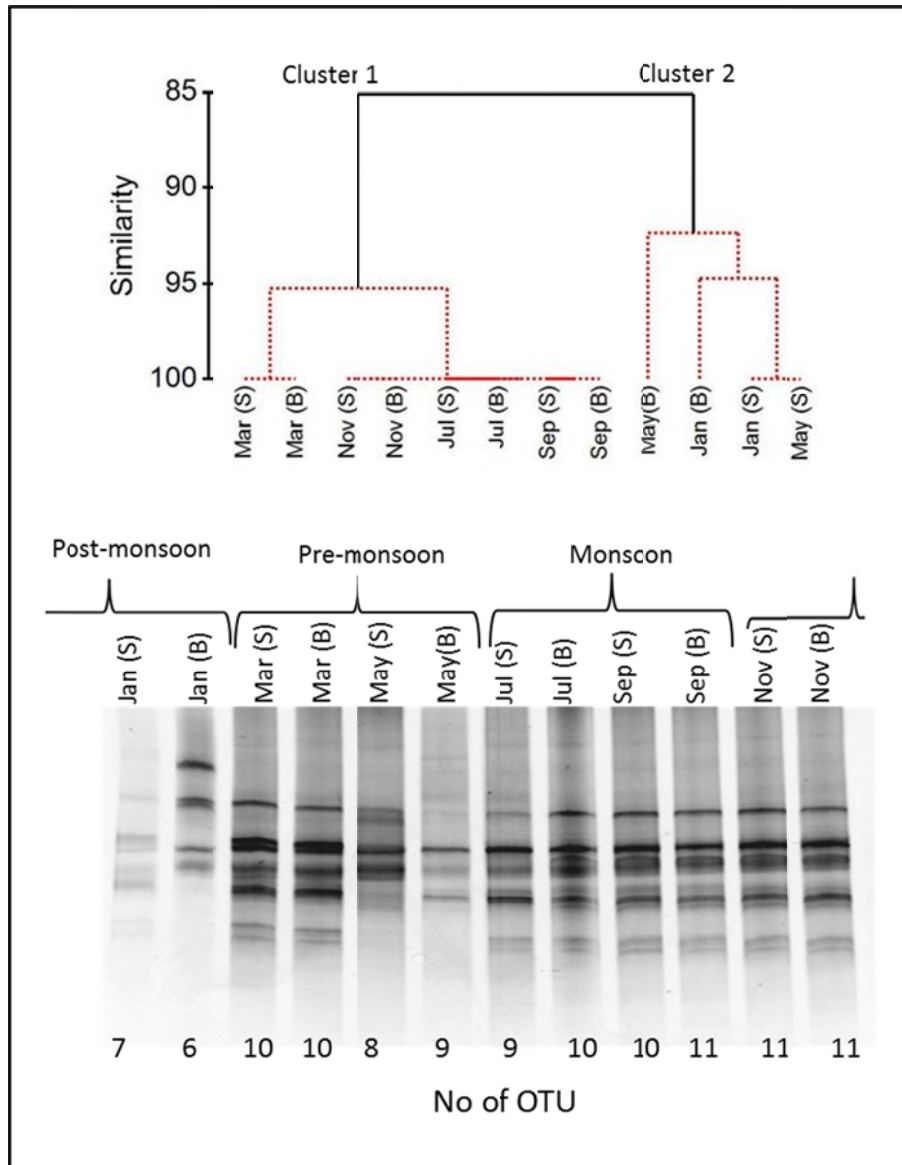 Cluster 1 Cluster 2
85
90
95
100
Similarity
Mar (S) Mar (B) Nov (S) Nov (B) Jul (S) Jul (B) Sep (S) Sep (B) May(B) Jan (B) Jan (S) May (S)
Post-monsoon Pre-monsoon Monscon
Jan (S) Jan (B) Mar (S) Mar (B) May (S) May(B) Jul (S) Jul (B) Sep (S) Sep (B) Nov (S) Nov (B)
7 6 10 10 8 9 9 10 10 11 11 11
No of OTU